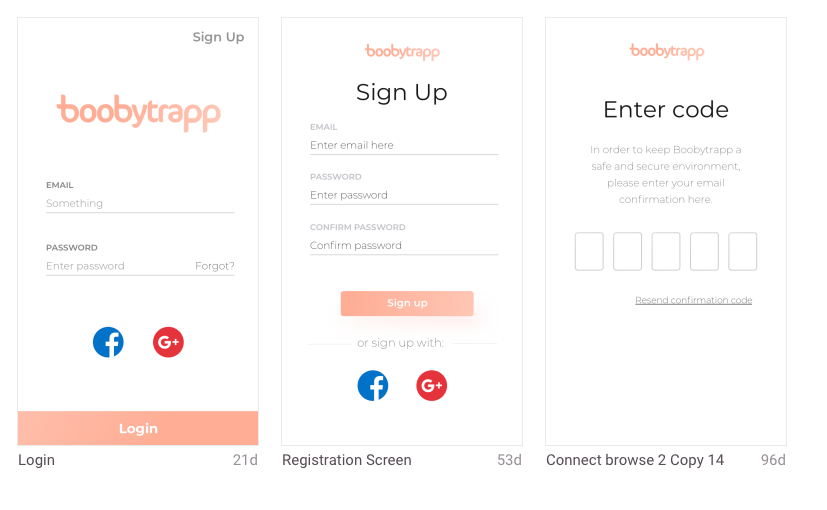 Sign Up
boobytrapp
EMAIL
Something
PASSWORD
Enter password Forgot?
Login
Login 21d
boobytrapp
Sign Up
EMAIL
Enter email here
PASSWORD
Enter password
CONFIRM PASSWORD
Confirm password
Sign up
or sign up with:
Registration Screen 53d
boobytrapp
Enter code
In order to keep Boobytrapp a
safe and secure environment,
please enter your email
confirmation here.
Resend confirmation code
Connect browse 2 Copy 14 96d